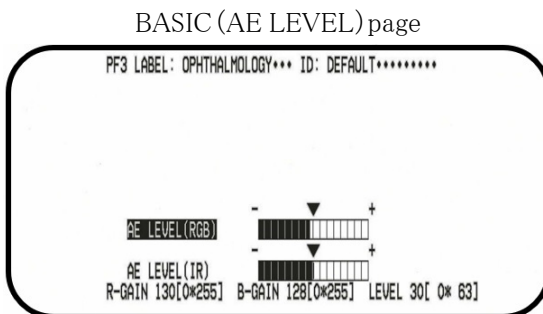 BASIC (AE LEVEL) page
PF3 LABEL: OPHTHALMOLOGY*** ID: DEFAULT*********
- +
AE LEVEL(RGB)
- +
AE LEVEL(IR)
R-GAIN 130[0*255] B-GAIN 128[0*255] LEVEL 30[ 0* 63]